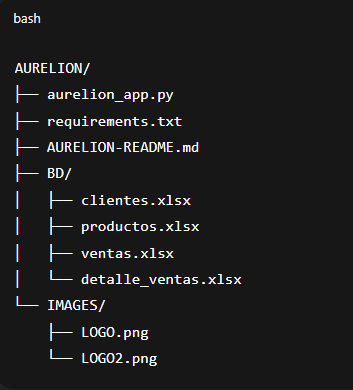 bash
AURELION/
├── aurelion_app.py
├── requirements.txt
├── AURELION-README.md
├── BD/
│   ├── clientes.xlsx
│   ├── productos.xlsx
│   ├── ventas.xlsx
│   └── detalle_ventas.xlsx
└── IMAGES/
    ├── LOGO.png
    └── LOGO2.png